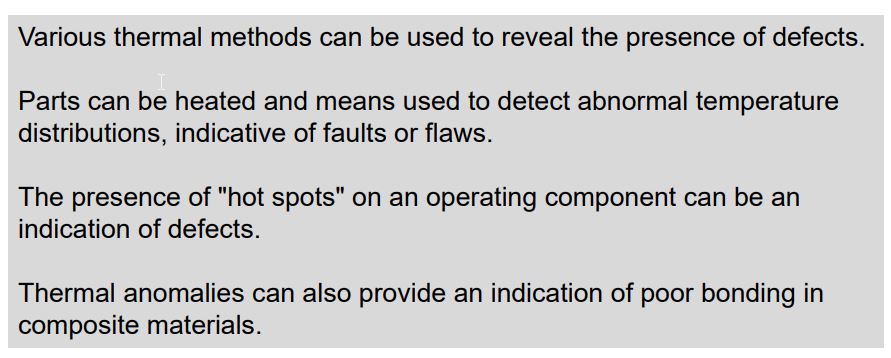 Various thermal methods can be used to reveal the presence of defects.
Parts can be heated and means used to detect abnormal temperature
distributions, indicative of faults or flaws.
The presence of "hot spots" on an operating component can be an
indication of defects.
Thermal anomalies can also provide an indication of poor bonding in
composite materials.